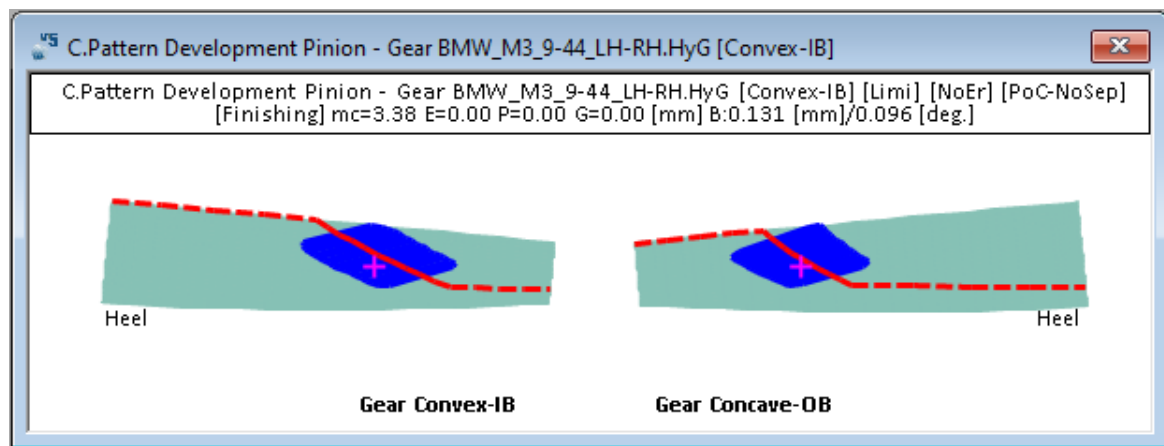 C.Pattern Development Pinion - Gear BMW_M3_9-44_LH-RH.HyG [Convex-IB]
C.Pattern Development Pinion - Gear BMW_M3_9-44_LH-RH.HyG [Convex-IB] [Limi] [NoEr] [PoC-NoSep]
[Finishing] mc=3.38 E=0.00 P=0.00 G=0.00 [mm] B:0.131 [mm]/0.096 [deg.]
Heel
Heel
Gear Convex-IB
Gear Concave-OB